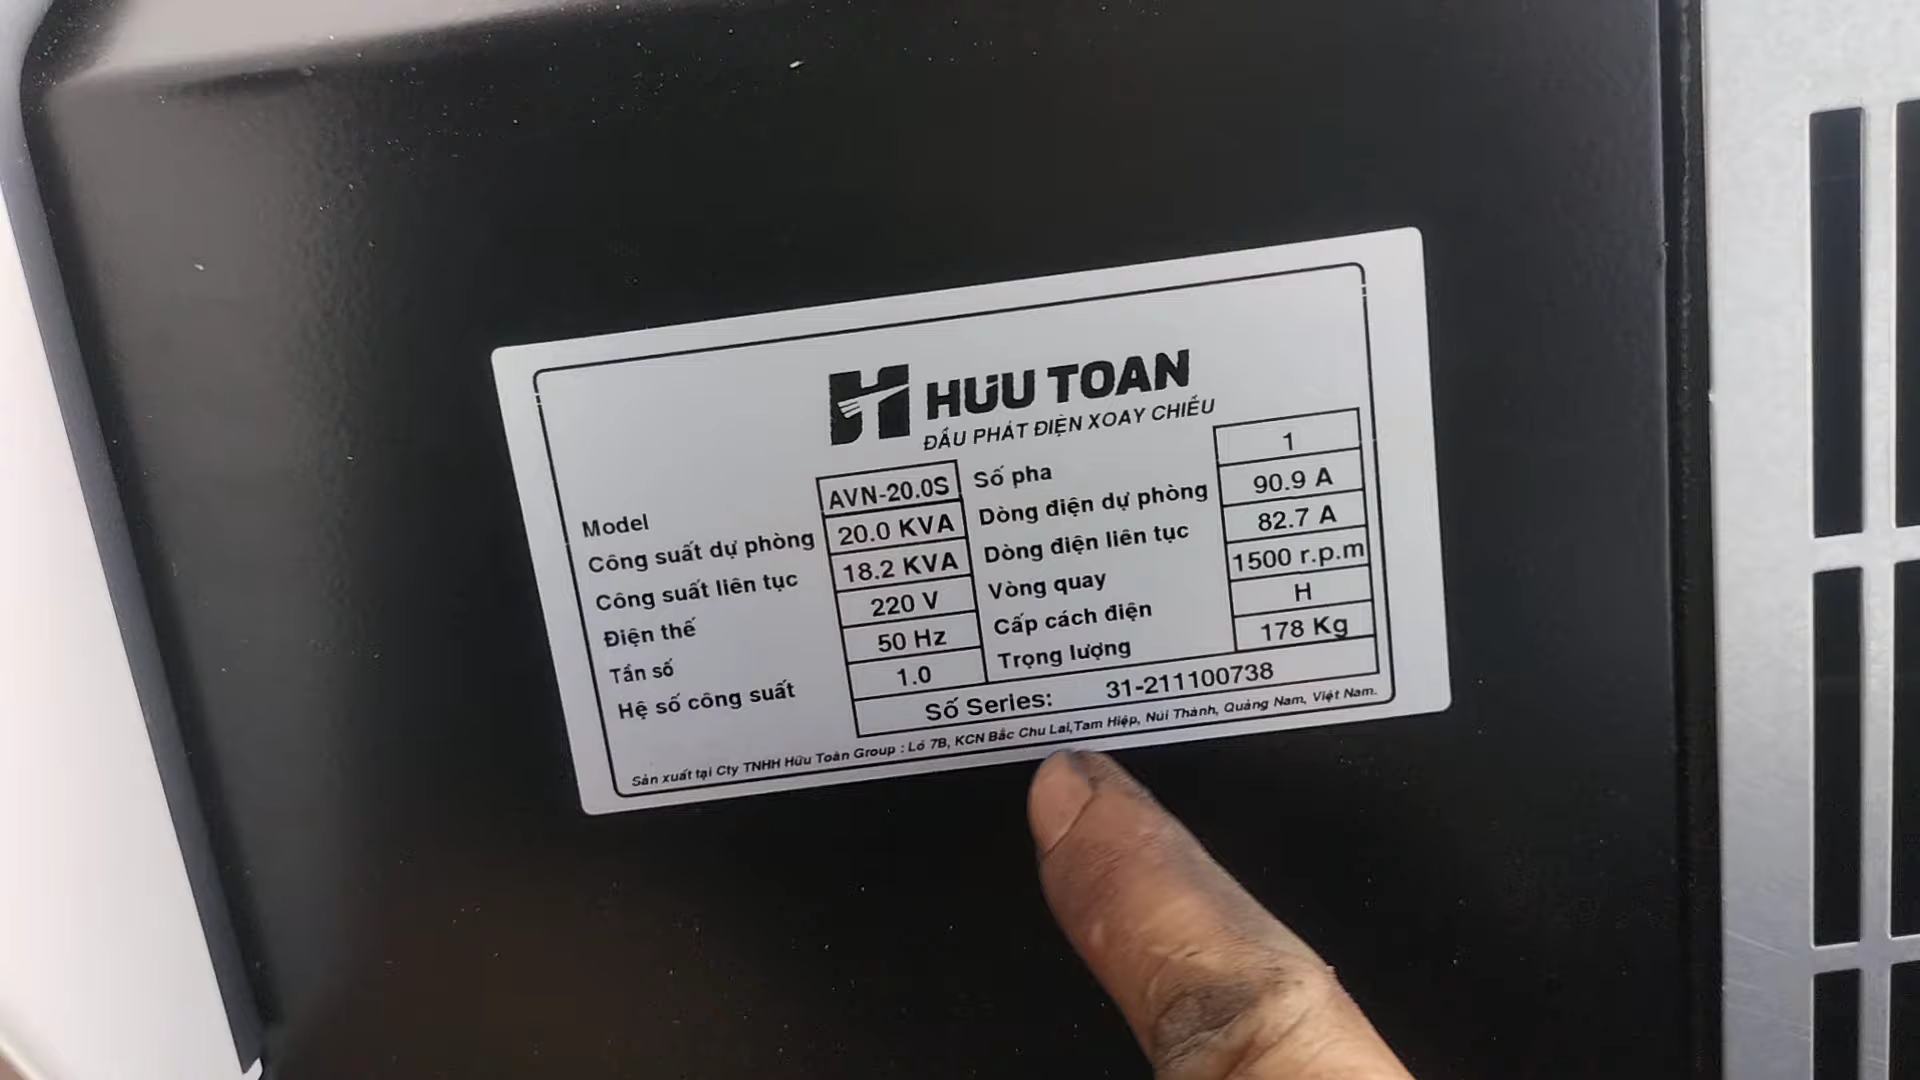 HỮU TOAN
ĐẦU PHÁT ĐIỆN XOAY CHIỀU
Model AVN-20.0S Số pha 1
Công suất dự phòng 20.0 KVA Dòng điện dự phòng 90.9 A
Công suất liên tục 18.2 KVA Dòng điện liên tục 82.7 A
Điện thế 220 V Vòng quay 1500 r.p.m
Tần số 50 Hz Cấp cách điện H
Hệ số công suất 1.0 Trọng lượng 178 Kg
Số Series: 31-211100738
Sản xuất tại Cty TNHH Hữu Toàn Group : Lô 7B, KCN Bắc Chu Lai,Tam Hiệp, Núi Thành, Quảng Nam, Việt Nam.